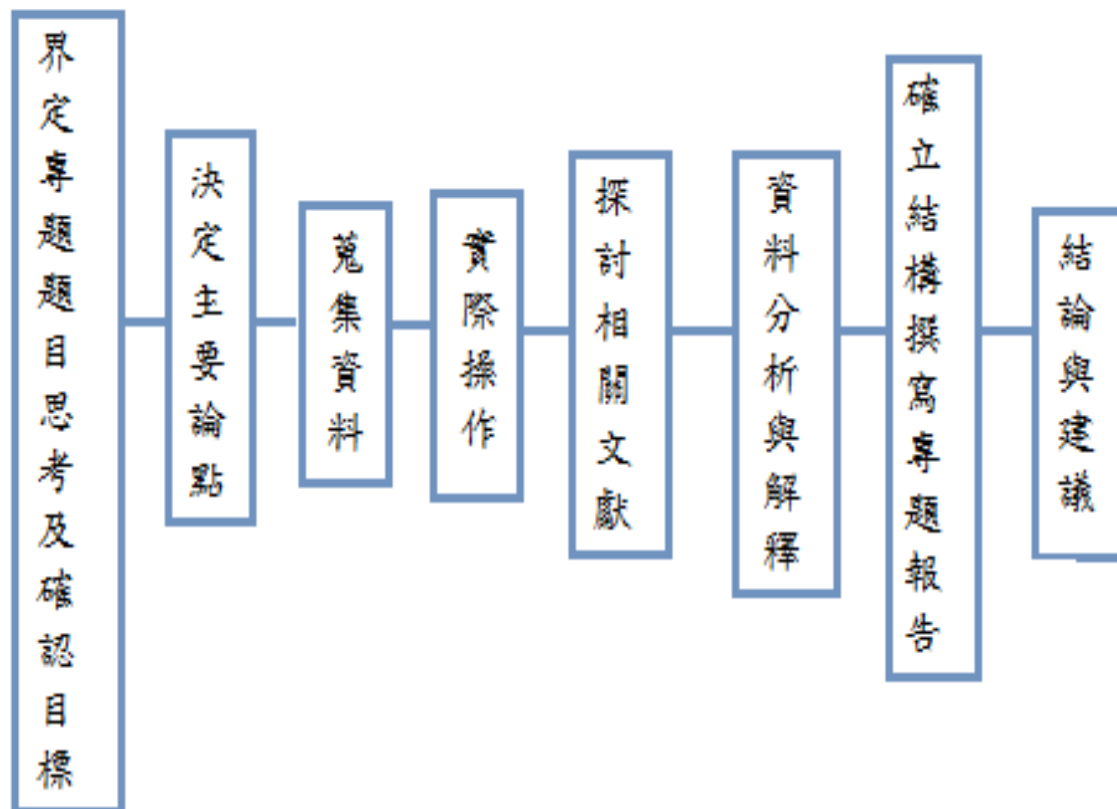 界定專題題目思考及確認目標
決定主要論點
蒐集資料
實際操作
探討相關文獻
資料分析與解釋
確立結構撰寫專題報告
結論與建議